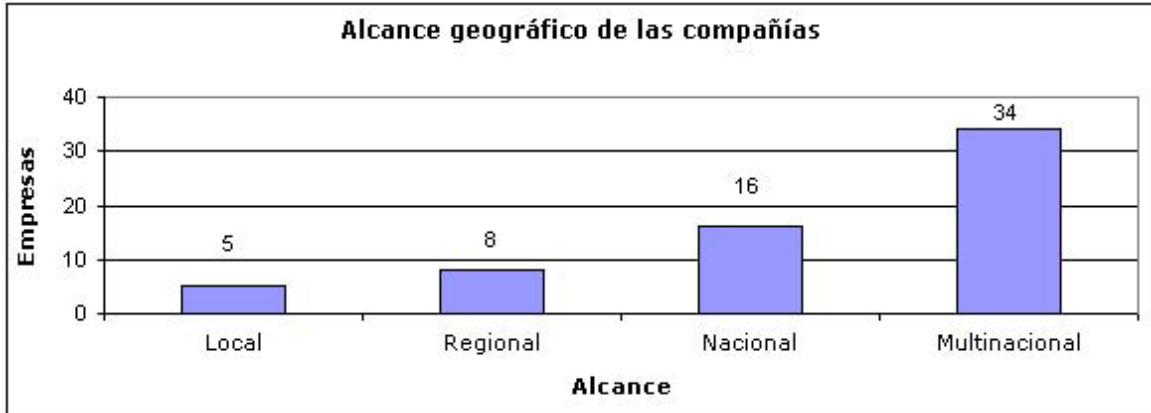 Alcance geográfico de las compañías
40
34
30
Empresas
16
20
8
5
10
0
Local Regional Nacional Multinacional
Alcance